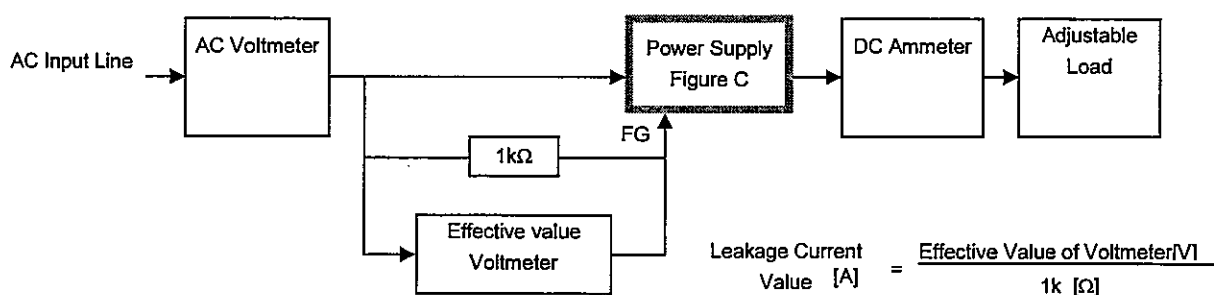 AC Input Line
AC Voltmeter
Power Supply
Figure C
DC Ammeter
Adjustable
Load
FG
1kΩ
Effective value
Voltmeter
Leakage Current
Value [A]
=
Effective Value of Voltmeter[V]
1k [Ω]